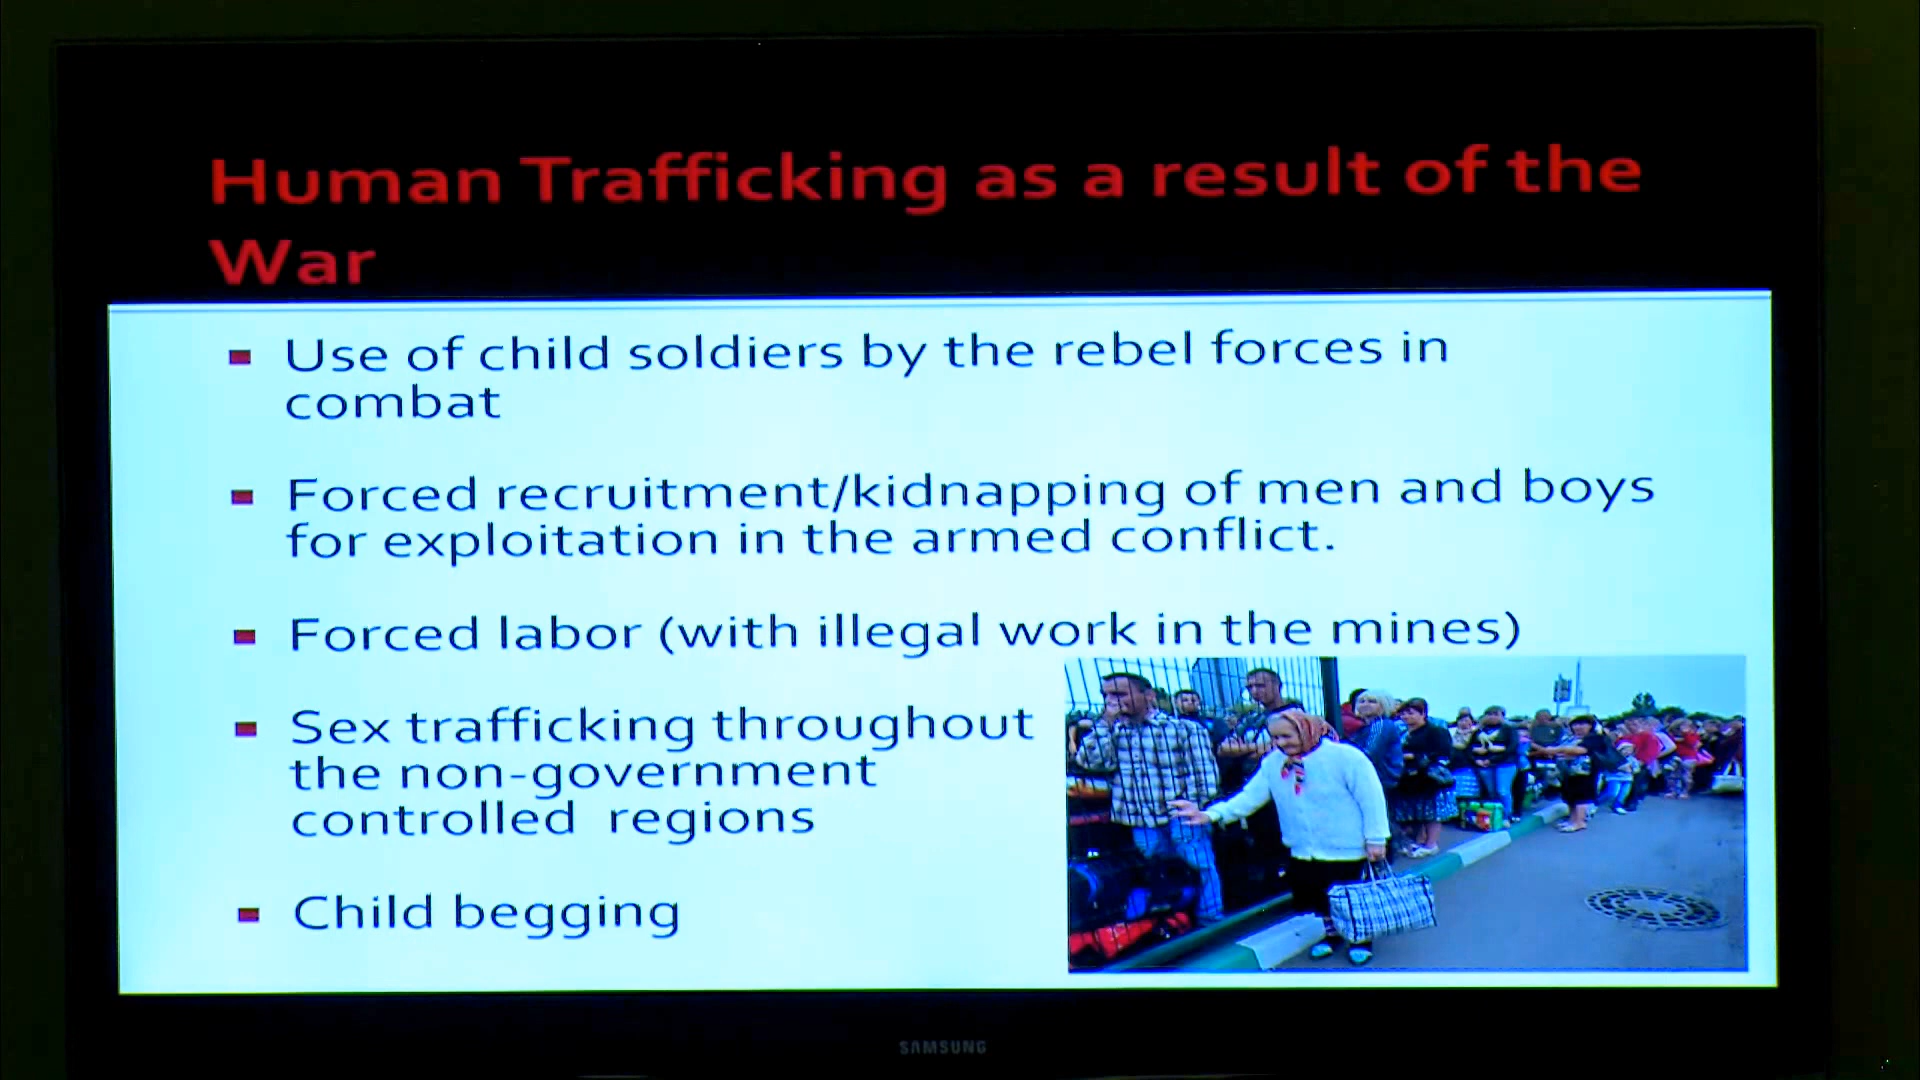 Human Trafficking as a result of the
War
Use of child soldiers by the rebel forces in
combat
Forced recruitment/kidnapping of men and boys
for exploitation in the armed conflict.
Forced labor (with illegal work in the mines)
Sex trafficking throughout
the non-government
controlled regions
Child begging
SAMSUNG